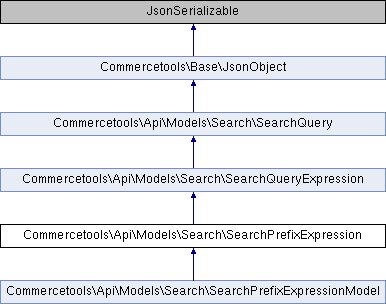 JsonSerializable
Commercetools\Base\JsonObject
Commercetools\Api\Models\Search\SearchQuery
Commercetools\Api\Models\Search\SearchQueryExpression
Commercetools\Api\Models\Search\SearchPrefixExpression
Commercetools\Api\Models\Search\SearchPrefixExpressionModel